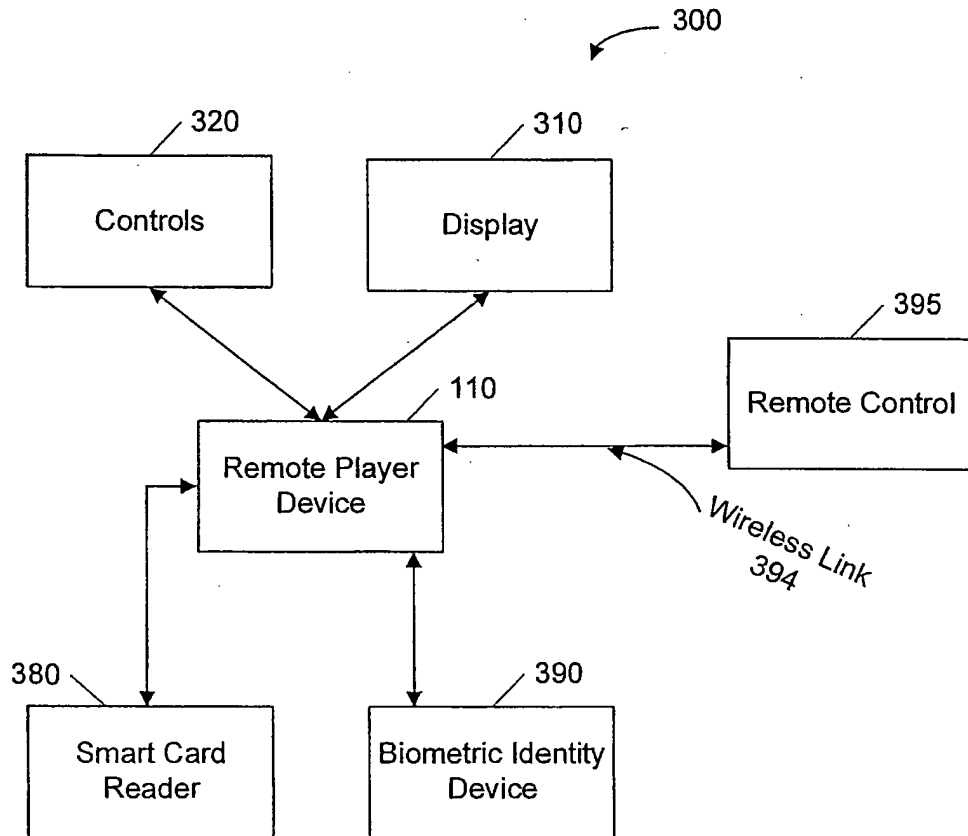 300
320
310
Controls
Display
395
Remote Control
110
Remote Player
Device
Wireless Link
394
380
390
Smart Card
Reader
Biometric Identity
Device